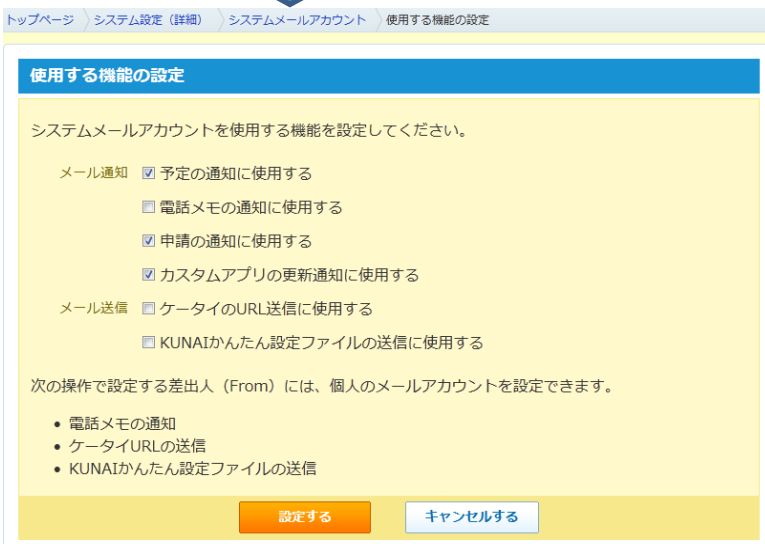 トップページ 〉システム設定（詳細） 〉システムメールアカウント 〉使用する機能の設定
使用する機能の設定
システムメールアカウントを使用する機能を設定してください。
メール通知 予定の通知に使用する
電話メモの通知に使用する
申請の通知に使用する
カスタムアプリの更新通知に使用する
メール送信 ケータイのURL送信に使用する
KUNAIかんたん設定ファイルの送信に使用する
次の操作で設定する差出人（From）には、個人のメールアカウントを設定できます。
• 電話メモの通知
• ケータイURLの送信
• KUNAIかんたん設定ファイルの送信
設定する キャンセルする